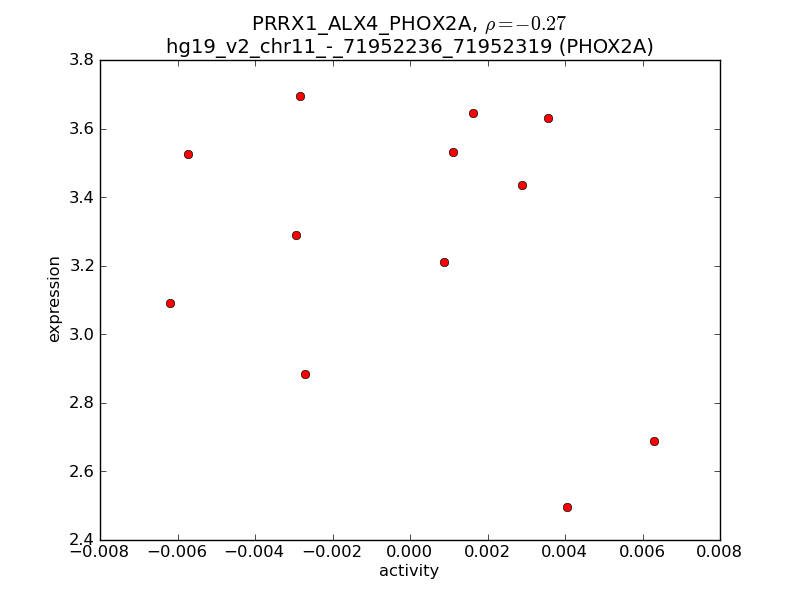 PRRX1_ALX4_PHOX2A, ρ=−0.27
hg19_v2_chr11_-_71952236_71952319 (PHOX2A)
3.8
3.6
3.4
3.2
3.0
2.8
2.6
2.4
expression
−0.008 −0.006 −0.004 −0.002 0.000 0.002 0.004 0.006 0.008
activity